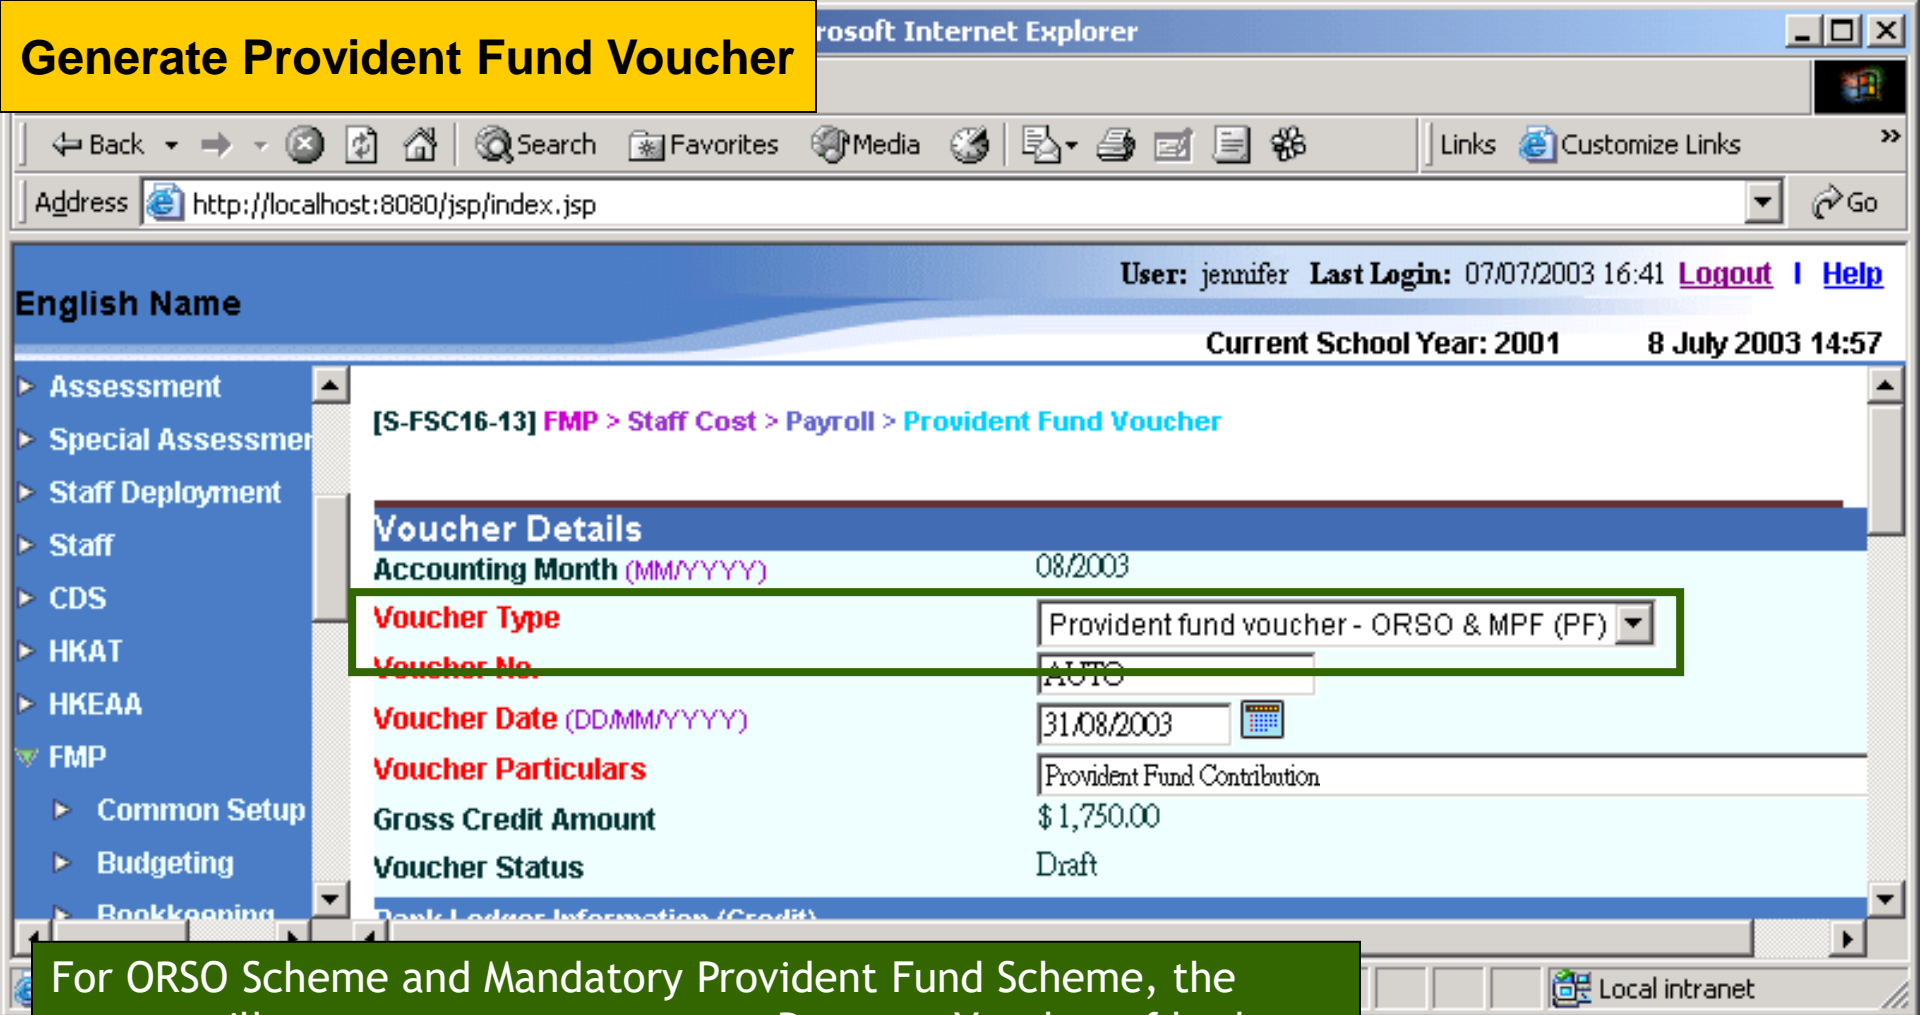 Generate Provident Fund Voucher
rosoft Internet Explorer
Back Search Favorites Media Links Customize Links »
Address http://localhost:8080/jsp/index.jsp Go
User: jennifer Last Login: 07/07/2003 16:41 Logout | Help
English Name
Current School Year: 2001 8 July 2003 14:57
Assessment
Special Assessmen
Staff Deployment
Staff
CDS
HKAT
HKEAA
FMP
Common Setup
Budgeting
Bookkeeping
[S-FSC16-13] FMP > Staff Cost > Payroll > Provident Fund Voucher
Voucher Details
Accounting Month (MM/YYYY) 08/2003
Voucher Type Provident fund voucher - ORSO & MPF (PF)
Voucher No. AUTO
Voucher Date (DD/MM/YYYY) 31/08/2003
Voucher Particulars Provident Fund Contribution
Gross Credit Amount $ 1,750.00
Voucher Status Draft
Bank Ledger Information (Credit)
For ORSO Scheme and Mandatory Provident Fund Scheme, the
Local intranet